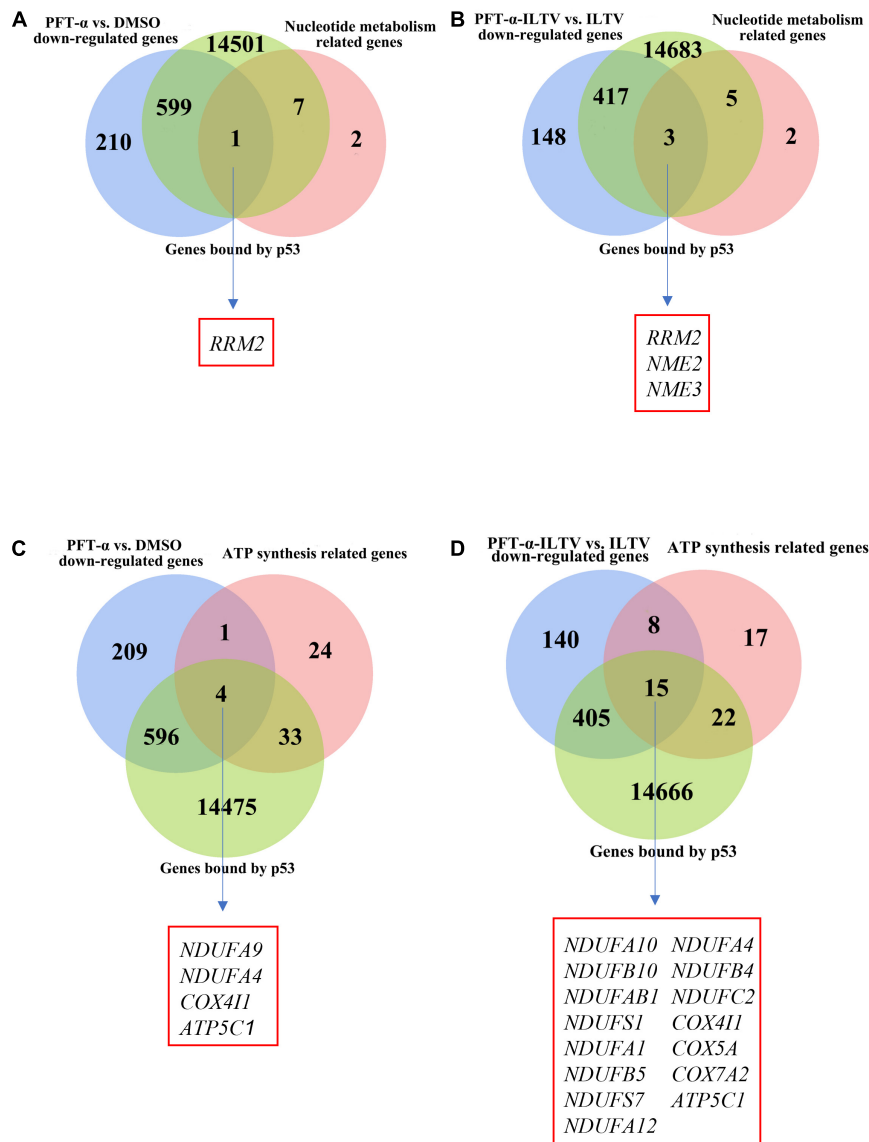 A
PFT-α vs. DMSO
down-regulated genes
14501
Nucleotide metabolism
related genes
599
7
210
1
2
Genes bound by p53
RRM2
B
PFT-α-ILTV vs. ILTV
down-regulated genes
14683
Nucleotide metabolism
related genes
417
5
148
3
2
Genes bound by p53
RRM2
NME2
NME3
C
PFT-α vs. DMSO
down-regulated genes
ATP synthesis related genes
1
209
24
4
596
33
14475
Genes bound by p53
NDUFA9
NDUFA4
COX4I1
ATP5C1
D
PFT-α-ILTV vs. ILTV
down-regulated genes
ATP synthesis related genes
8
140
17
15
405
22
14666
Genes bound by p53
NDUFA10 NDUFA4
NDUFB10 NDUFB4
NDUFAB1 NDUFC2
NDUFS1 COX4I1
NDUFA1 COX5A
NDUFB5 COX7A2
NDUFS7 ATP5C1
NDUFA12